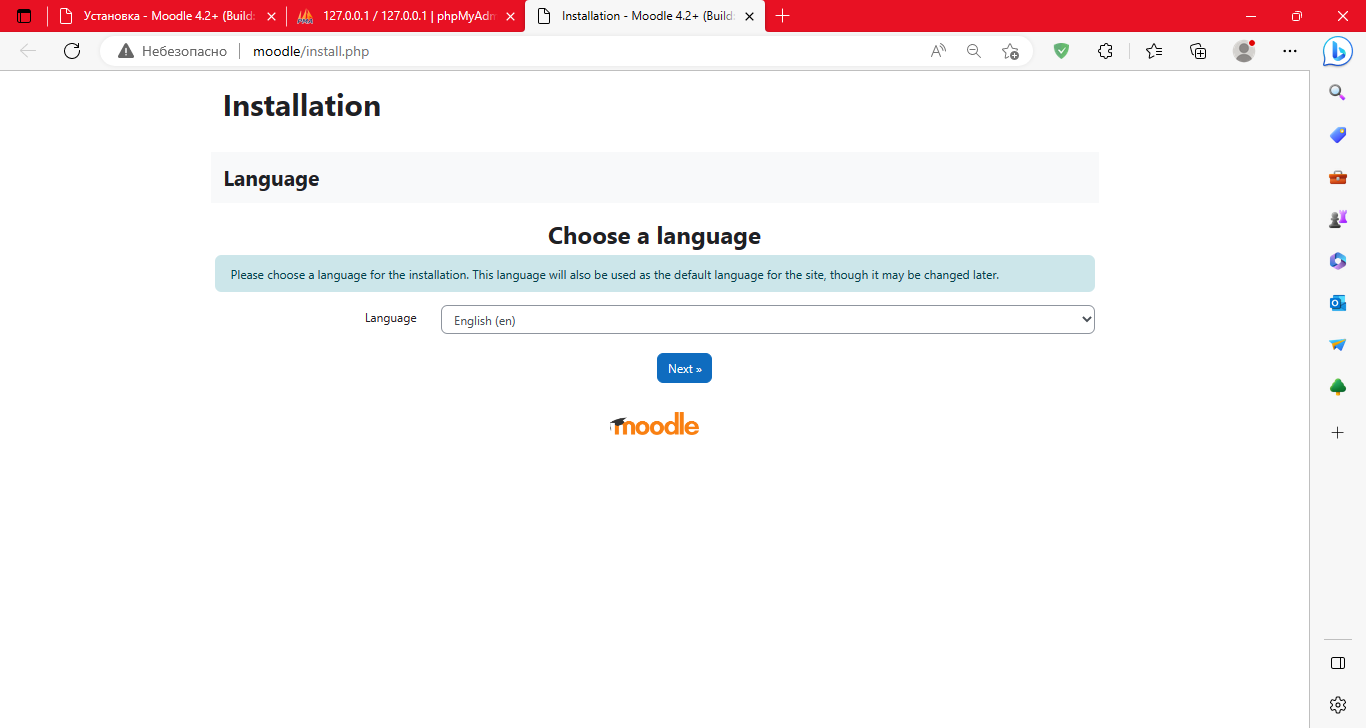 Установка - Moodle 4.2+ (Build:
127.0.0.1 / 127.0.0.1 | phpMyAdm
Installation - Moodle 4.2+ (Build:
Небезопасно
moodle/install.php
Installation
Language
Choose a language
Please choose a language for the installation. This language will also be used as the default language for the site, though it may be changed later.
Language
English (en)
Next »
moodle